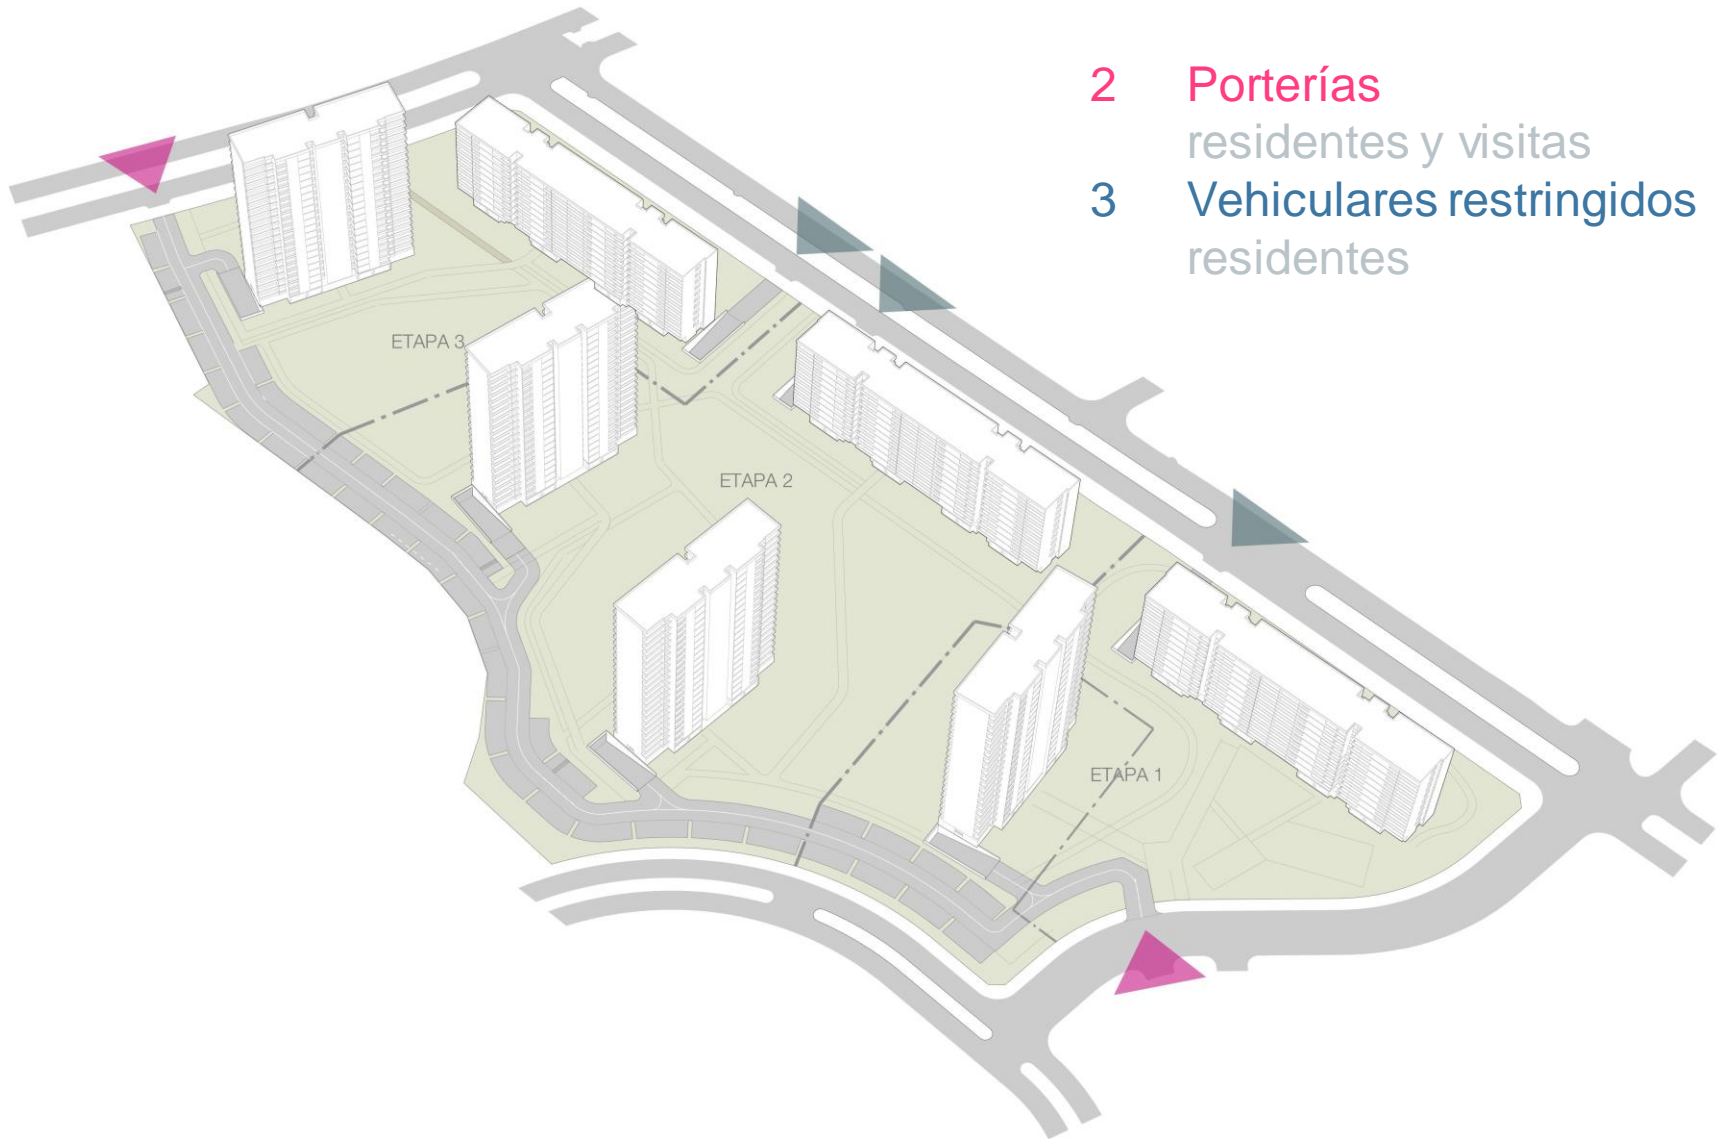 2 Porterías
residentes y visitas
3 Vehiculares restringidos
residentes
ETAPA 3
ETAPA 2
ETAPA 1